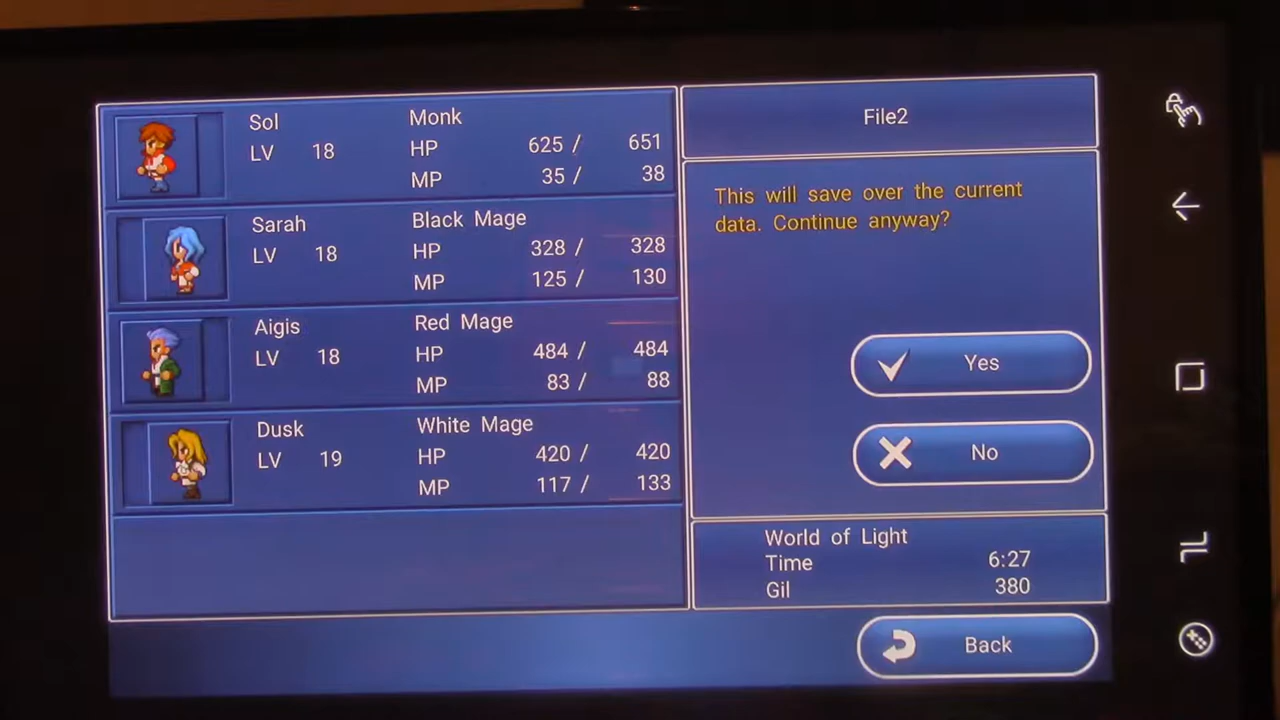 Sol Monk
LV 18 HP 625 / 651
MP 35 / 38
Sarah Black Mage
LV 18 HP 328 / 328
MP 125 / 130
Aigis Red Mage
LV 18 HP 484 / 484
MP 83 / 88
Dusk White Mage
LV 19 HP 420 / 420
MP 117 / 133
File2
This will save over the current
data. Continue anyway?
Yes
No
World of Light
Time 6:27
Gil 380
Back